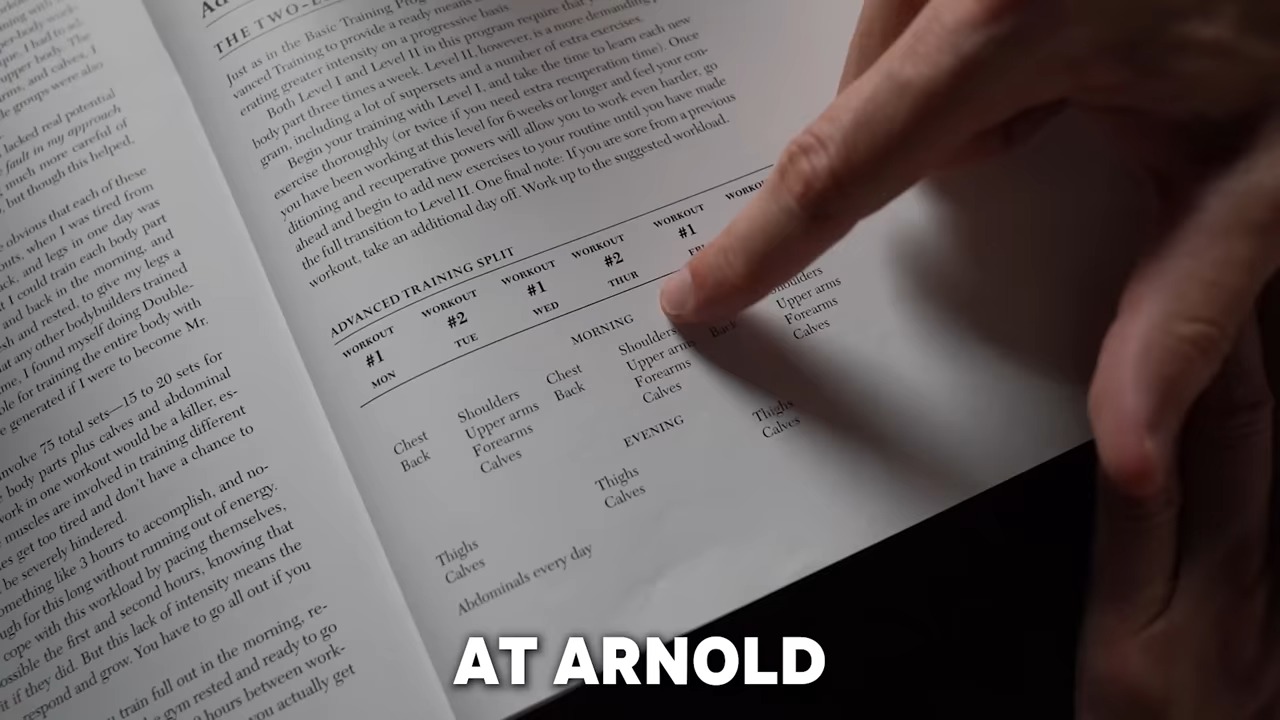 obvious that each of these
outs, when I was tired from
ack, and legs in one day was
at I could train each body part
h and back in the morning, and
sh and rested, to give my legs a
at any other bodybuilders trained
me, I found myself doing Double-
ble for training the entire body with
generated if I were to become Mr.
involve 75 total sets—15 to 20 sets for
body parts plus calves and abdominal
work in one workout would be a killer, es-
muscles are involved in training different
get too tired and don't have a chance to
be severely hindered.
something like 3 hours to accomplish, and no-
for this long without running out of energy.
cope with this workload by pacing themselves,
possible the first and second hours, knowing that
it if they did. But this lack of intensity means the
respond and grow. You have to go all out if you
train full out in the morning, re-
gym rested and ready to go
hours between work-
you actually get
lacked real potential
fault in my approach
much more careful of
but though this helped,
THE TWO-
Just as in the Basic Training
vanced Training to provide a ready means
erating greater intensity on a progressive basis.
Both Level I and Level II in this program require that
body part three times a week. Level II, however, is a more demanding
gram, including a lot of supersets and a number of extra exercises.
Begin your training with Level I, and take the time to learn each new
exercise thoroughly (or twice if you need extra recuperation time). Once
you have been working at this level for 6 weeks or longer and feel your con-
ditioning and recuperative powers will allow you to work even harder, go
ahead and begin to add new exercises to your routine until you have made
the full transition to Level II. One final note: If you are sore from a previous
workout, take an additional day off. Work up to the suggested workload.
ADVANCED TRAINING SPLIT
WORKOUT WORKOUT WORKOUT WORKOUT WORKOUT
#1 #2 #1 #2 #1
MON TUE WED THUR
MORNING
Chest Shoulders Chest Shoulders Shoulders
Back Upper arms Back Upper arms Back Upper arms
Forearms Forearms Forearms
Calves Calves Calves
EVENING
Thighs Thighs Thighs
Calves Calves Calves
Abdominals every day
AT ARNOLD